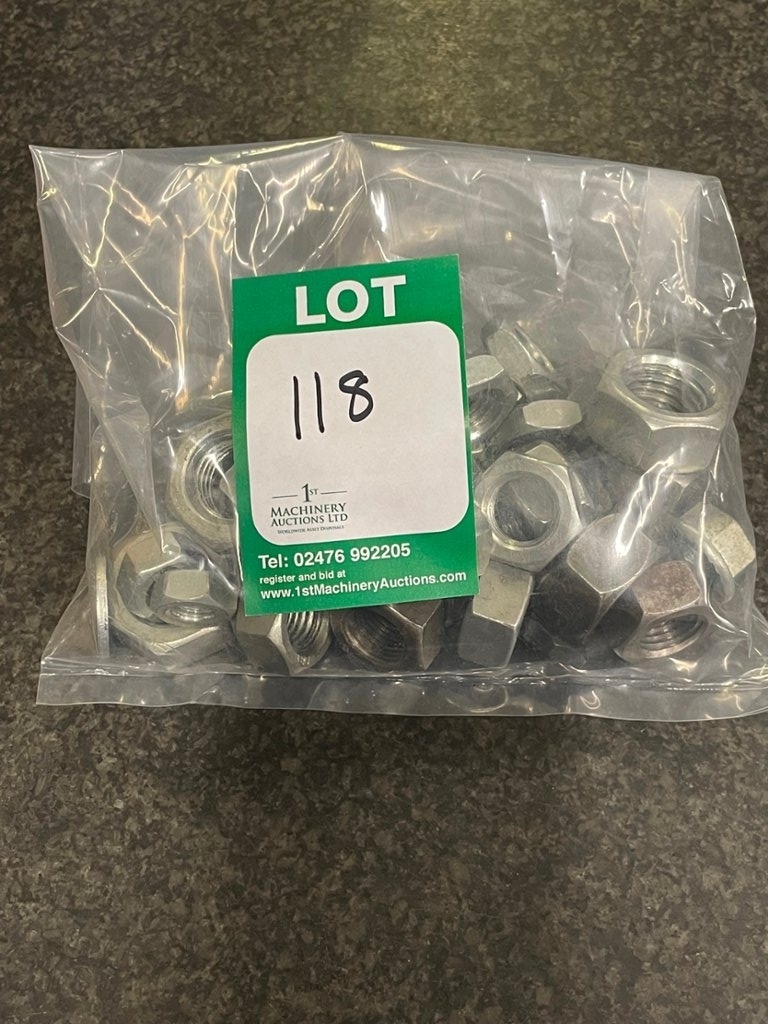 LOT
118
1ST
MACHINERY
AUCTIONS LTD
WORLDWIDE ASSET DISPOSALS
Tel: 02476 992205
register and bid at
www.1stMachineryAuctions.com